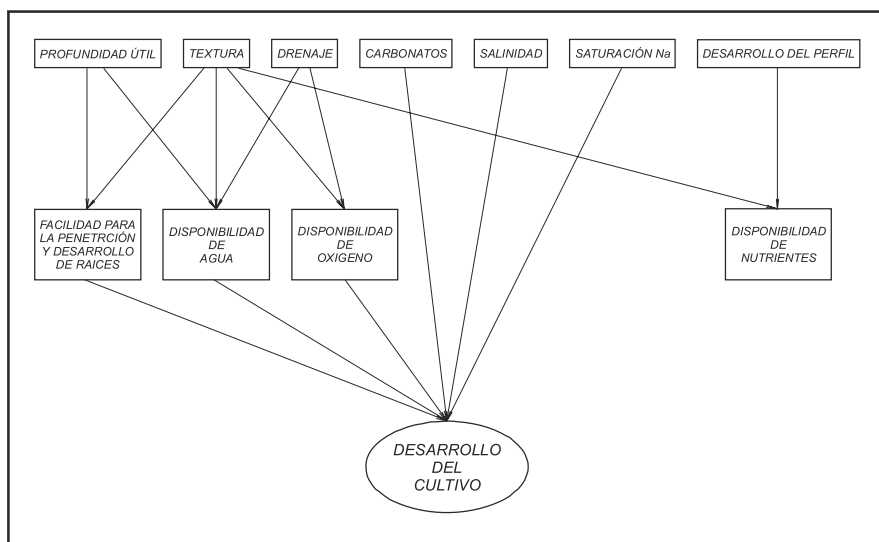 PROFUNDIDAD ÚTIL
TEXTURA
DRENAJE
CARBONATOS
SALINIDAD
SATURACIÓN Na
DESARROLLO DEL PERFIL
FACILIDAD PARA
LA PENETRCIÓN
Y DESARROLLO
DE RAICES
DISPONIBILIDAD
DE
AGUA
DISPONIBILIDAD
DE
OXIGENO
DISPONIBILIDAD
DE
NUTRIENTES
DESARROLLO
DEL
CULTIVO